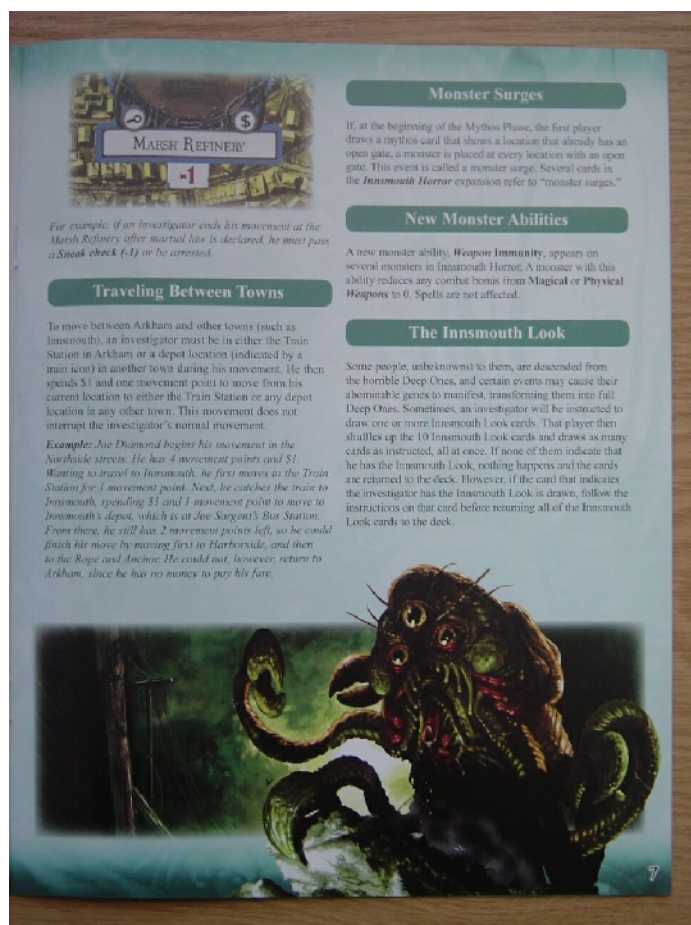 $
MARSH REFINERY
-1
For example, if an investigator ends his movement at the
Marsh Refinery after martial law is declared, he must pass
a Sneak check (-1) or be arrested.
Traveling Between Towns
To move between Arkham and other towns (such as
Innsmouth), an investigator must be in either the Train
Station in Arkham or a depot location (indicated by a
train icon) in another town during his movement. He then
spends $1 and one movement point to move from his
current location to either the Train Station or any depot
location in any other town. This movement does not
interrupt the investigator's normal movement.
Example: Joe Diamond begins his movement in the
Northside streets. He has 4 movement points and $1.
Wanting to travel to Innsmouth, he first moves to the Train
Station for 1 movement point. Next, he catches the train to
Innsmouth, spending $1 and 1 movement point to move to
Innsmouth's depot, which is at Joe Sargent's Bus Station.
From there, he still has 2 movement points left, so he could
finish his move by moving first to Harborside, and then
to the Rope and Anchor. He could not, however, return to
Arkham, since he has no money to pay his fare.
Monster Surges
If, at the beginning of the Mythos Phase, the first player
draws a mythos card that shows a location that already has an
open gate, a monster is placed at every location with an open
gate. This event is called a monster surge. Several cards in
the Innsmouth Horror expansion refer to "monster surges."
New Monster Abilities
A new monster ability, Weapon Immunity, appears on
several monsters in Innsmouth Horror. A monster with this
ability reduces any combat bonus from Magical or Physical
Weapons to 0. Spells are not affected.
The Innsmouth Look
Some people, unbeknownst to them, are descended from
the horrible Deep Ones, and certain events may cause their
abominable genes to manifest, transforming them into full
Deep Ones. Sometimes, an investigator will be instructed to
draw one or more Innsmouth Look cards. That player then
shuffles up the 10 Innsmouth Look cards and draws as many
cards as instructed, all at once. If none of them indicate that
he has the Innsmouth Look, nothing happens and the cards
are returned to the deck. However, if the card that indicates
the investigator has the Innsmouth Look is drawn, follow the
instructions on that card before returning all of the Innsmouth
Look cards to the deck.
7